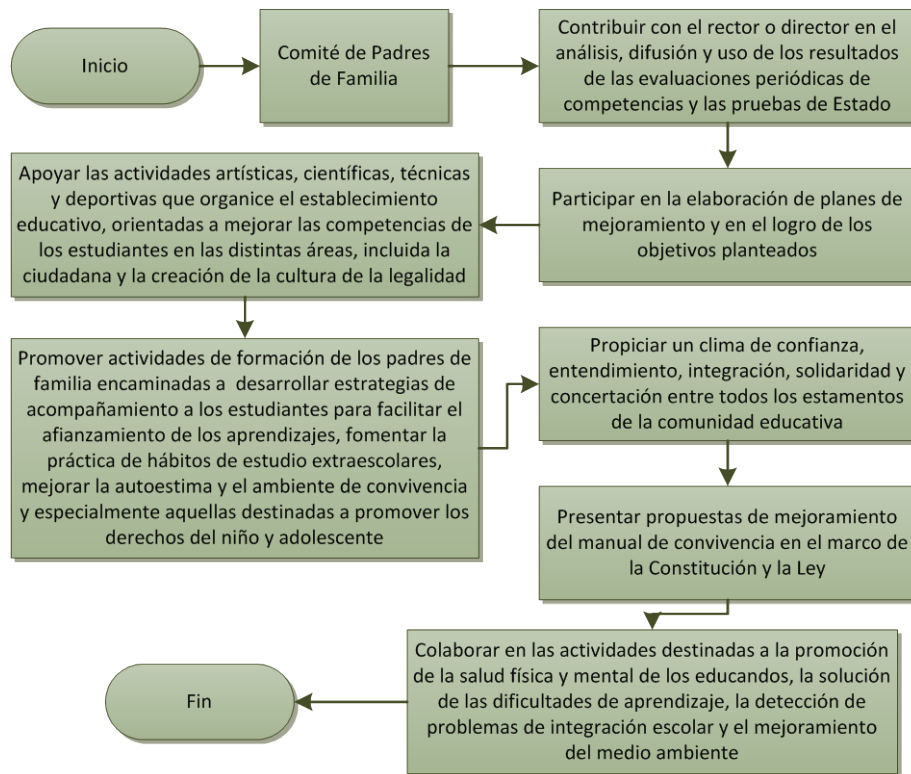 Inicio
Comité de Padres
de Familia
Contribuir con el rector o director en el
análisis, difusión y uso de los resultados
de las evaluaciones periódicas de
competencias y las pruebas de Estado
Participar en la elaboración de planes de
mejoramiento y en el logro de los
objetivos planteados
Apoyar las actividades artísticas, científicas, técnicas
y deportivas que organice el establecimiento
educativo, orientadas a mejorar las competencias de
los estudiantes en las distintas áreas, incluida la
ciudadana y la creación de la cultura de la legalidad
Promover actividades de formación de los padres de
familia encaminadas a desarrollar estrategias de
acompañamiento a los estudiantes para facilitar el
afianzamiento de los aprendizajes, fomentar la
práctica de hábitos de estudio extraescolares,
mejorar la autoestima y el ambiente de convivencia
y especialmente aquellas destinadas a promover los
derechos del niño y adolescente
Propiciar un clima de confianza,
entendimiento, integración, solidaridad y
concertación entre todos los estamentos
de la comunidad educativa
Presentar propuestas de mejoramiento
del manual de convivencia en el marco de
la Constitución y la Ley
Colaborar en las actividades destinadas a la promoción
de la salud física y mental de los educandos, la solución
de las dificultades de aprendizaje, la detección de
problemas de integración escolar y el mejoramiento
del medio ambiente
Fin